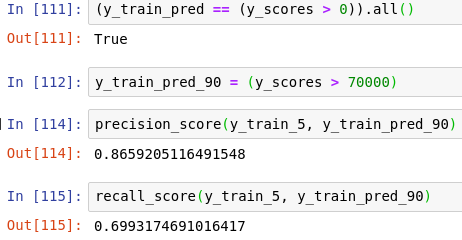 In [111]: (y_train_pred == (y_scores > 0)).all()
Out[111]: True
In [112]: y_train_pred_90 = (y_scores > 70000)
In [114]: precision_score(y_train_5, y_train_pred_90)
Out[114]: 0.8659205116491548
In [115]: recall_score(y_train_5, y_train_pred_90)
Out[115]: 0.6993174691016417